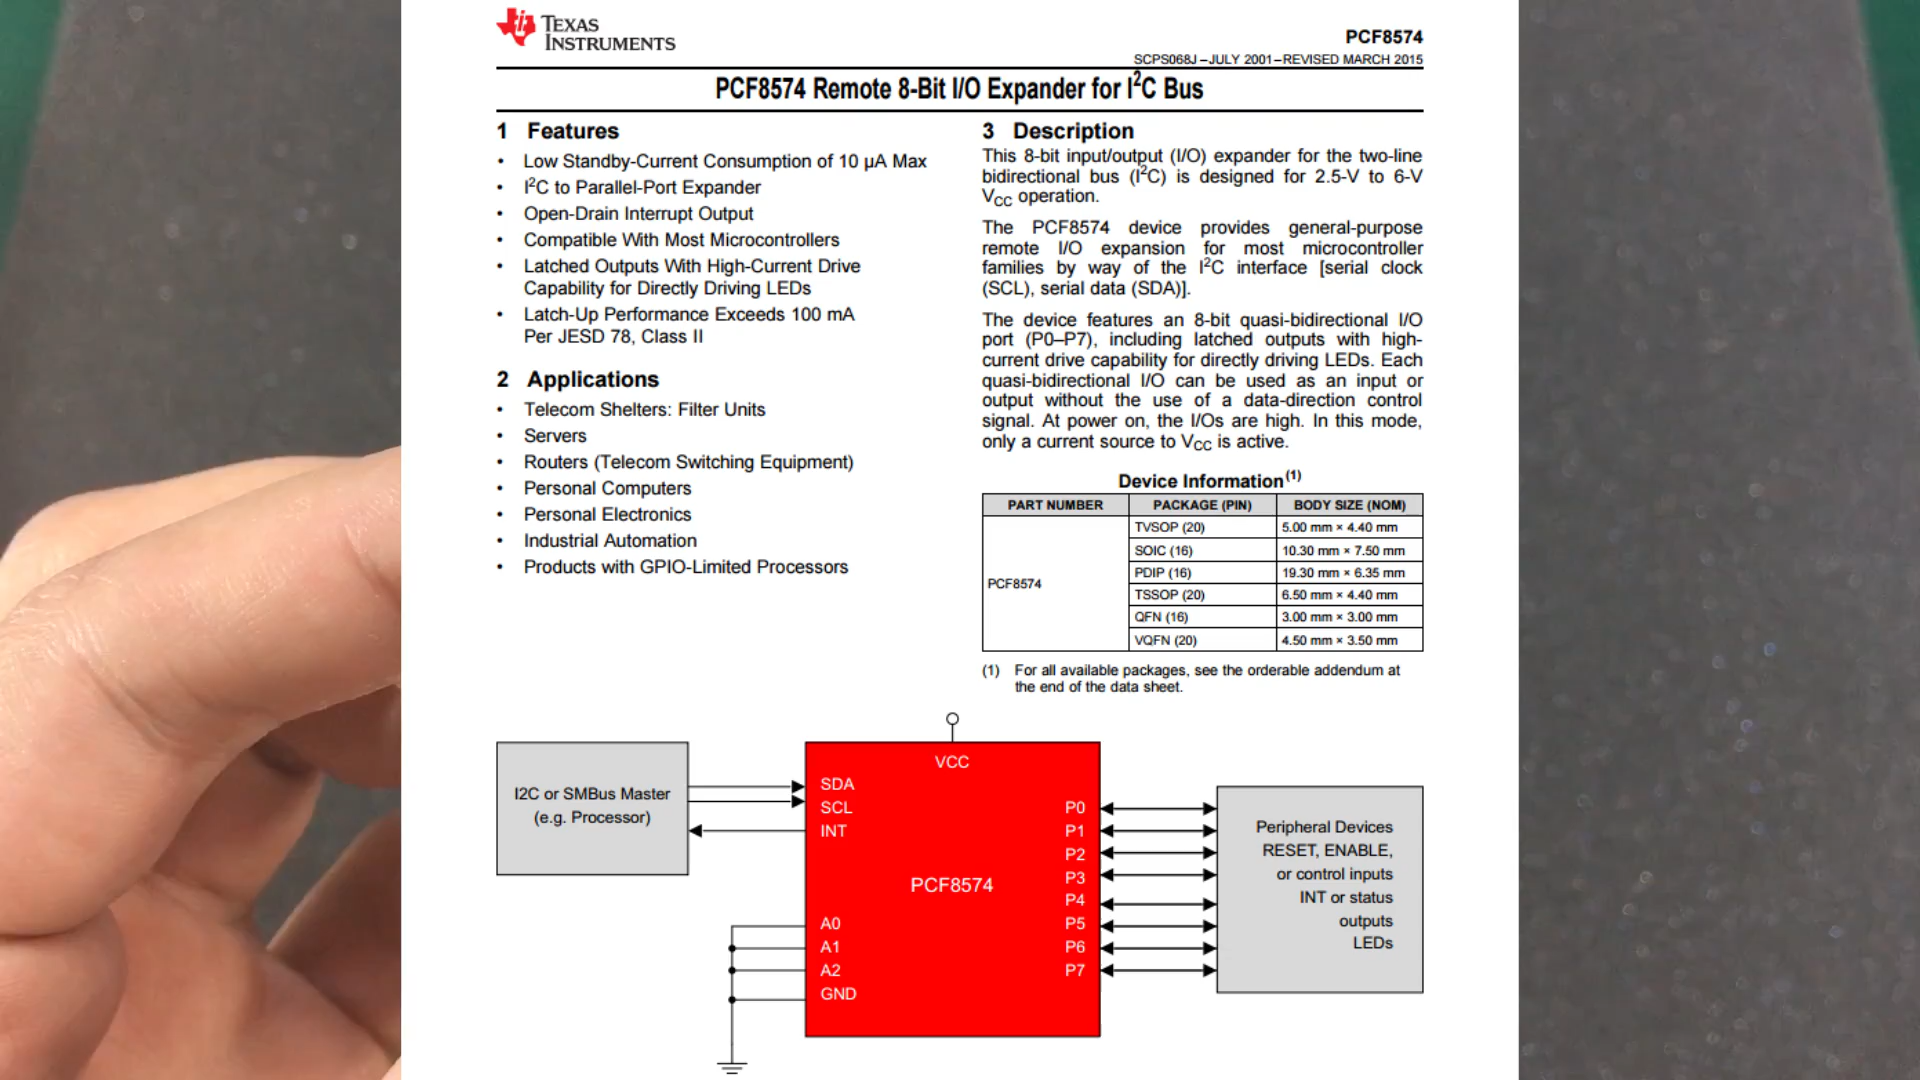 TEXAS
INSTRUMENTS
PCF8574
SCPS068J – JULY 2001 – REVISED MARCH 2015
PCF8574 Remote 8-Bit I/O Expander for I²C Bus
1 Features
• Low Standby-Current Consumption of 10 µA Max
• I²C to Parallel-Port Expander
• Open-Drain Interrupt Output
• Compatible With Most Microcontrollers
• Latched Outputs With High-Current Drive
Capability for Directly Driving LEDs
• Latch-Up Performance Exceeds 100 mA
Per JESD 78, Class II
2 Applications
• Telecom Shelters: Filter Units
• Servers
• Routers (Telecom Switching Equipment)
• Personal Computers
• Personal Electronics
• Industrial Automation
• Products with GPIO-Limited Processors
3 Description
This 8-bit input/output (I/O) expander for the two-line
bidirectional bus (I²C) is designed for 2.5-V to 6-V
VCC operation.
The PCF8574 device provides general-purpose
remote I/O expansion for most microcontroller
families by way of the I²C interface [serial clock
(SCL), serial data (SDA)].
The device features an 8-bit quasi-bidirectional I/O
port (P0–P7), including latched outputs with high-
current drive capability for directly driving LEDs. Each
quasi-bidirectional I/O can be used as an input or
output without the use of a data-direction control
signal. At power on, the I/Os are high. In this mode,
only a current source to VCC is active.
Device Information(1)
PART NUMBER PACKAGE (PIN) BODY SIZE (NOM)
PCF8574
TVSOP (20) 5.00 mm × 4.40 mm
SOIC (16) 10.30 mm × 7.50 mm
PDIP (16) 19.30 mm × 6.35 mm
TSSOP (20) 6.50 mm × 4.40 mm
QFN (16) 3.00 mm × 3.00 mm
VQFN (20) 4.50 mm × 3.50 mm
(1) For all available packages, see the orderable addendum at
the end of the data sheet.
I2C or SMBus Master
(e.g. Processor)
VCC
SDA
SCL
INT
PCF8574
A0
A1
A2
GND
P0
P1
P2
P3
P4
P5
P6
P7
Peripheral Devices
RESET, ENABLE,
or control inputs
INT or status
outputs
LEDs